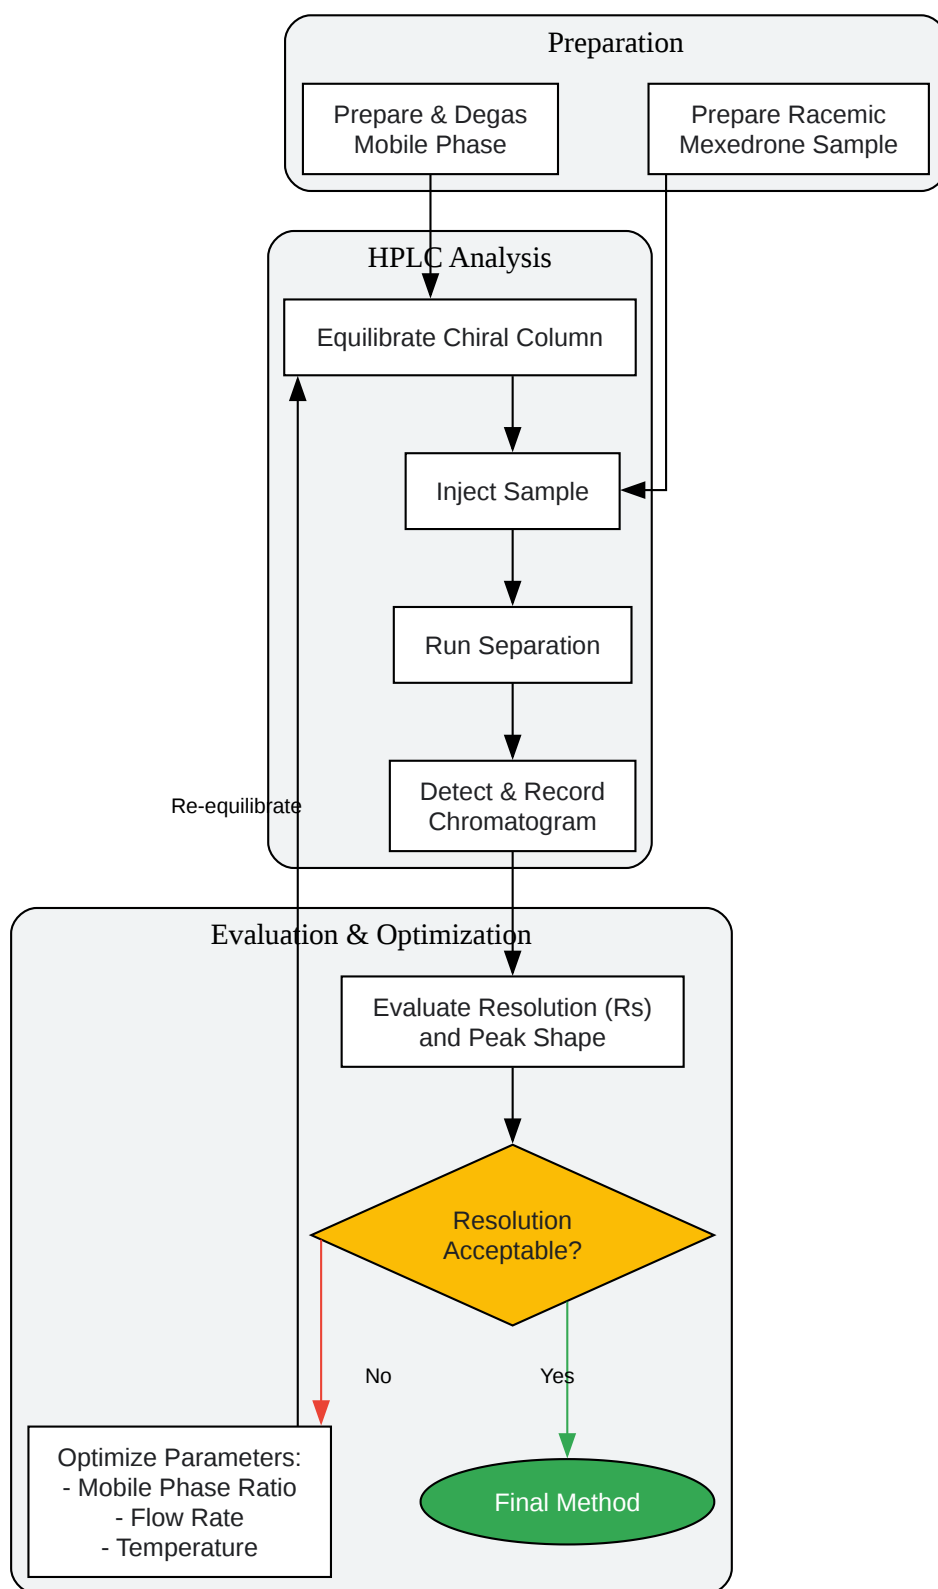 Preparation
Prepare & Degas
Mobile Phase
Prepare Racemic
Mexedrone Sample
HPLC Analysis
Equilibrate Chiral Column
Inject Sample
Run Separation
Detect & Record
Chromatogram
Re-equilibrate
Evaluation & Optimization
Evaluate Resolution (Rs)
and Peak Shape
Resolution
Acceptable?
No
Yes
Optimize Parameters:
- Mobile Phase Ratio
- Flow Rate
- Temperature
Final Method